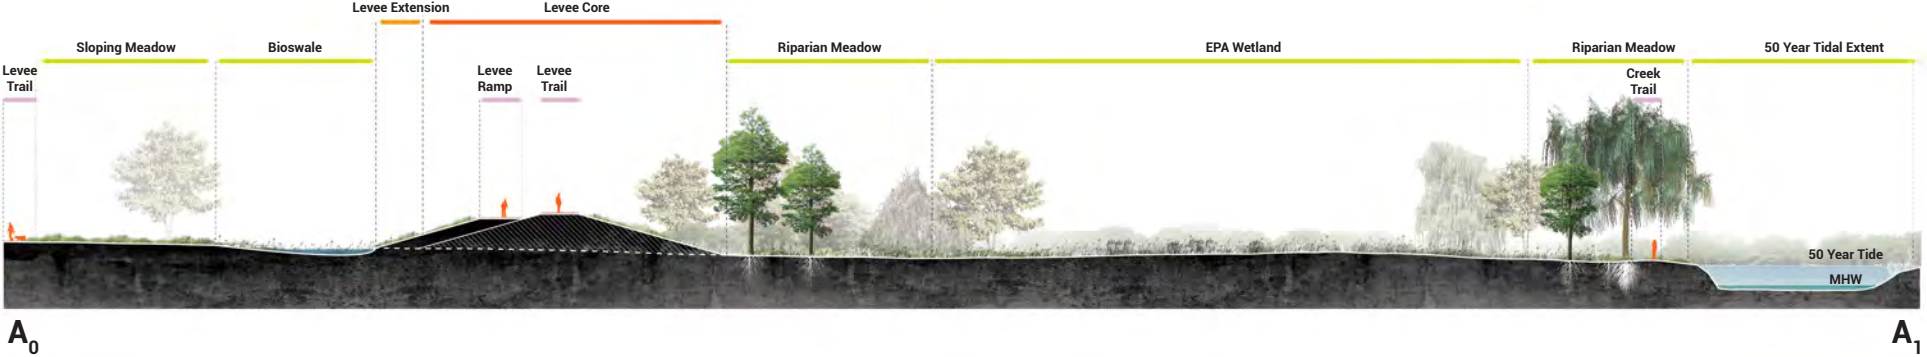 Levee Extension
Levee Core
Sloping Meadow
Bioswale
Riparian Meadow
EPA Wetland
Riparian Meadow
50 Year Tidal Extent
Levee
Trail
Levee
Ramp
Levee
Trail
Creek
Trail
50 Year Tide
MHW
A0
A1